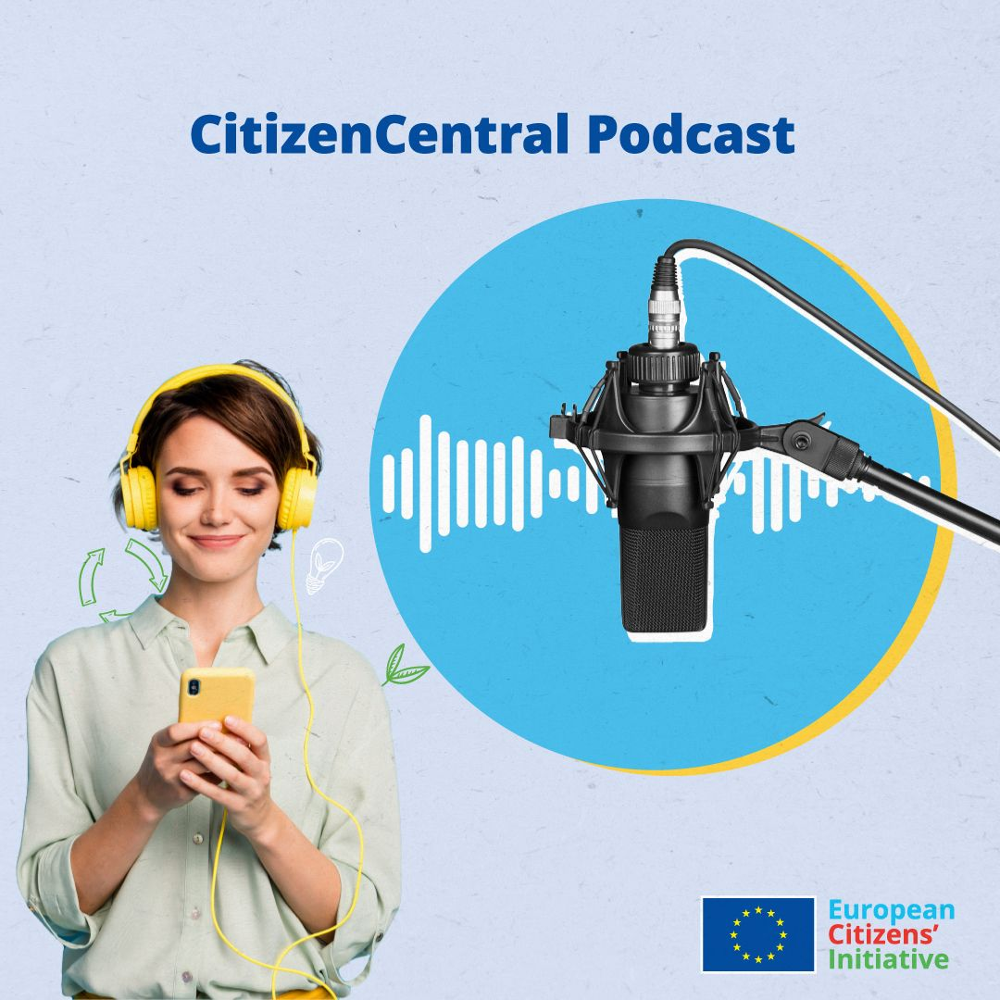 CitizenCentral Podcast
European
Citizens’
Initiative